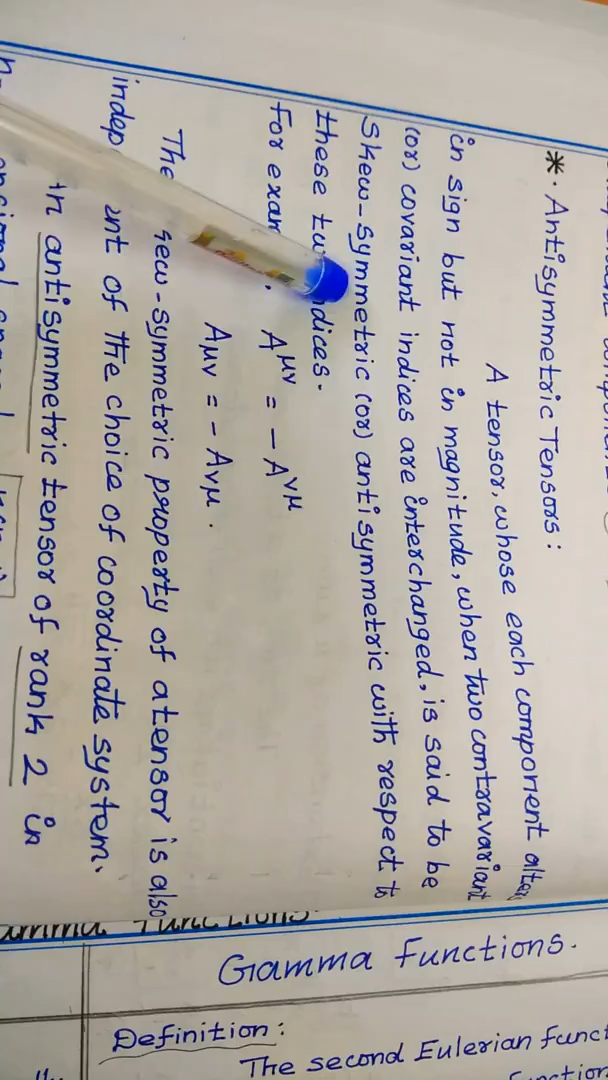 *. Antisymmetric Tensors:
A tensor, whose each component alters
in sign but not in magnitude, when two contravariant
(or) covariant indices are interchanged, is said to be
Skew-Symmetric (or) antisymmetric with respect to
these indices.
For
A^μν = - A^νμ
Aμν = - Aνμ.
The skew-symmetric property of a tensor is also
of the choice of coordinate system.
antisymmetric tensor of rank 2 in
Gamma Functions.
Definition:
The second Eulerian